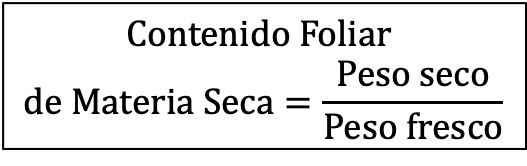 Contenido Foliar
de Materia Seca = Peso seco
Peso fresco